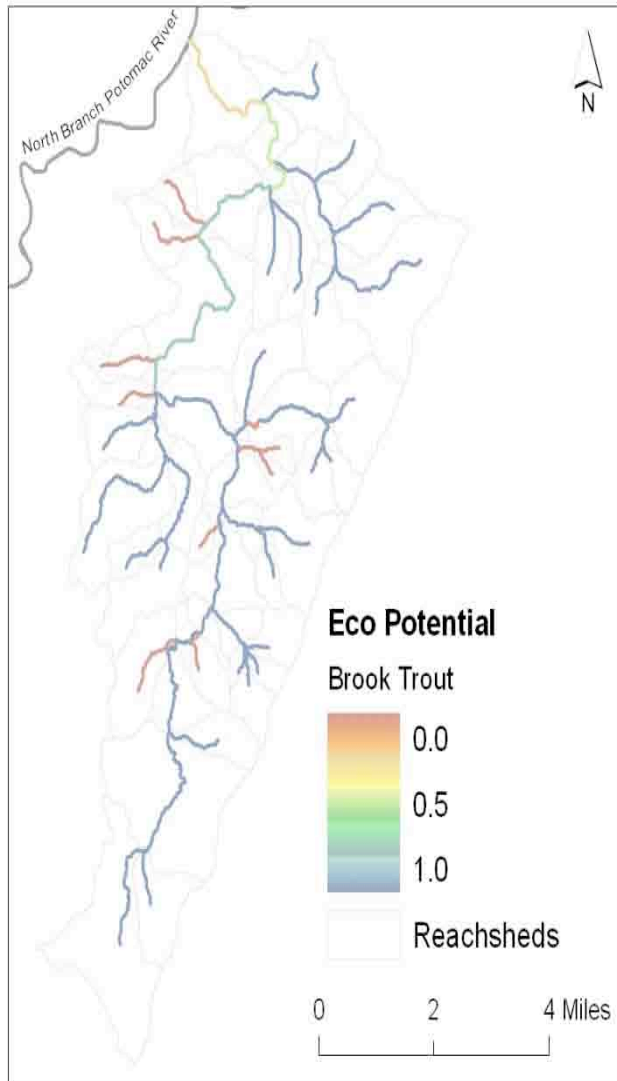 North Branch Potomac River
N
Eco Potential
Brook Trout
0.0
0.5
1.0
Reachsheds
0 2 4 Miles